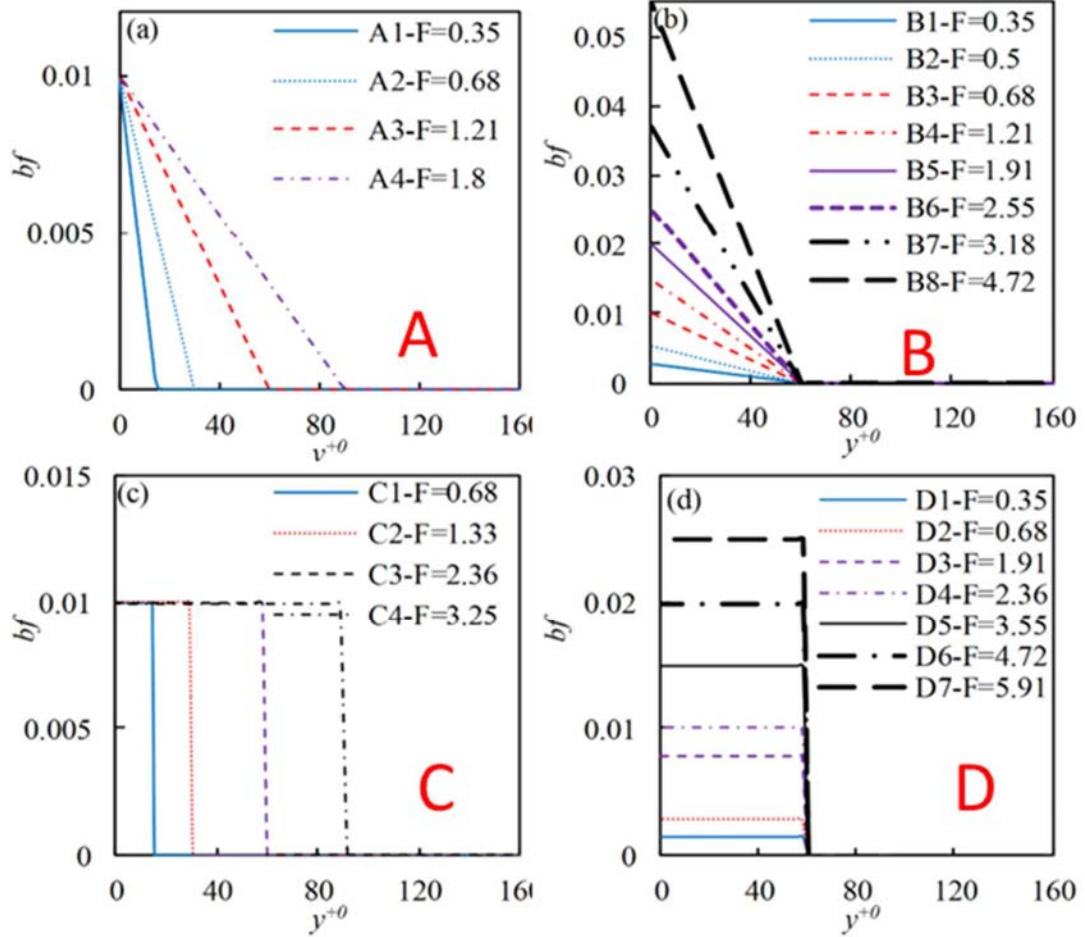 (a)
A1-F=0.35
A2-F=0.68
A3-F=1.21
A4-F=1.8
0.01
0.005
0
bf
A
0 40 80 120 16
y+0
(b)
B1-F=0.35
B2-F=0.5
B3-F=0.68
B4-F=1.21
B5-F=1.91
B6-F=2.55
B7-F=3.18
B8-F=4.72
0.05
0.04
0.03
0.02
0.01
0
bf
B
0 40 80 120 160
y+0
(c)
C1-F=0.68
C2-F=1.33
C3-F=2.36
C4-F=3.25
0.015
0.01
0.005
0
bf
C
0 40 80 120 16
y+0
(d)
D1-F=0.35
D2-F=0.68
D3-F=1.91
D4-F=2.36
D5-F=3.55
D6-F=4.72
D7-F=5.91
0.03
0.02
0.01
0
bf
D
0 40 80 120 160
y+0